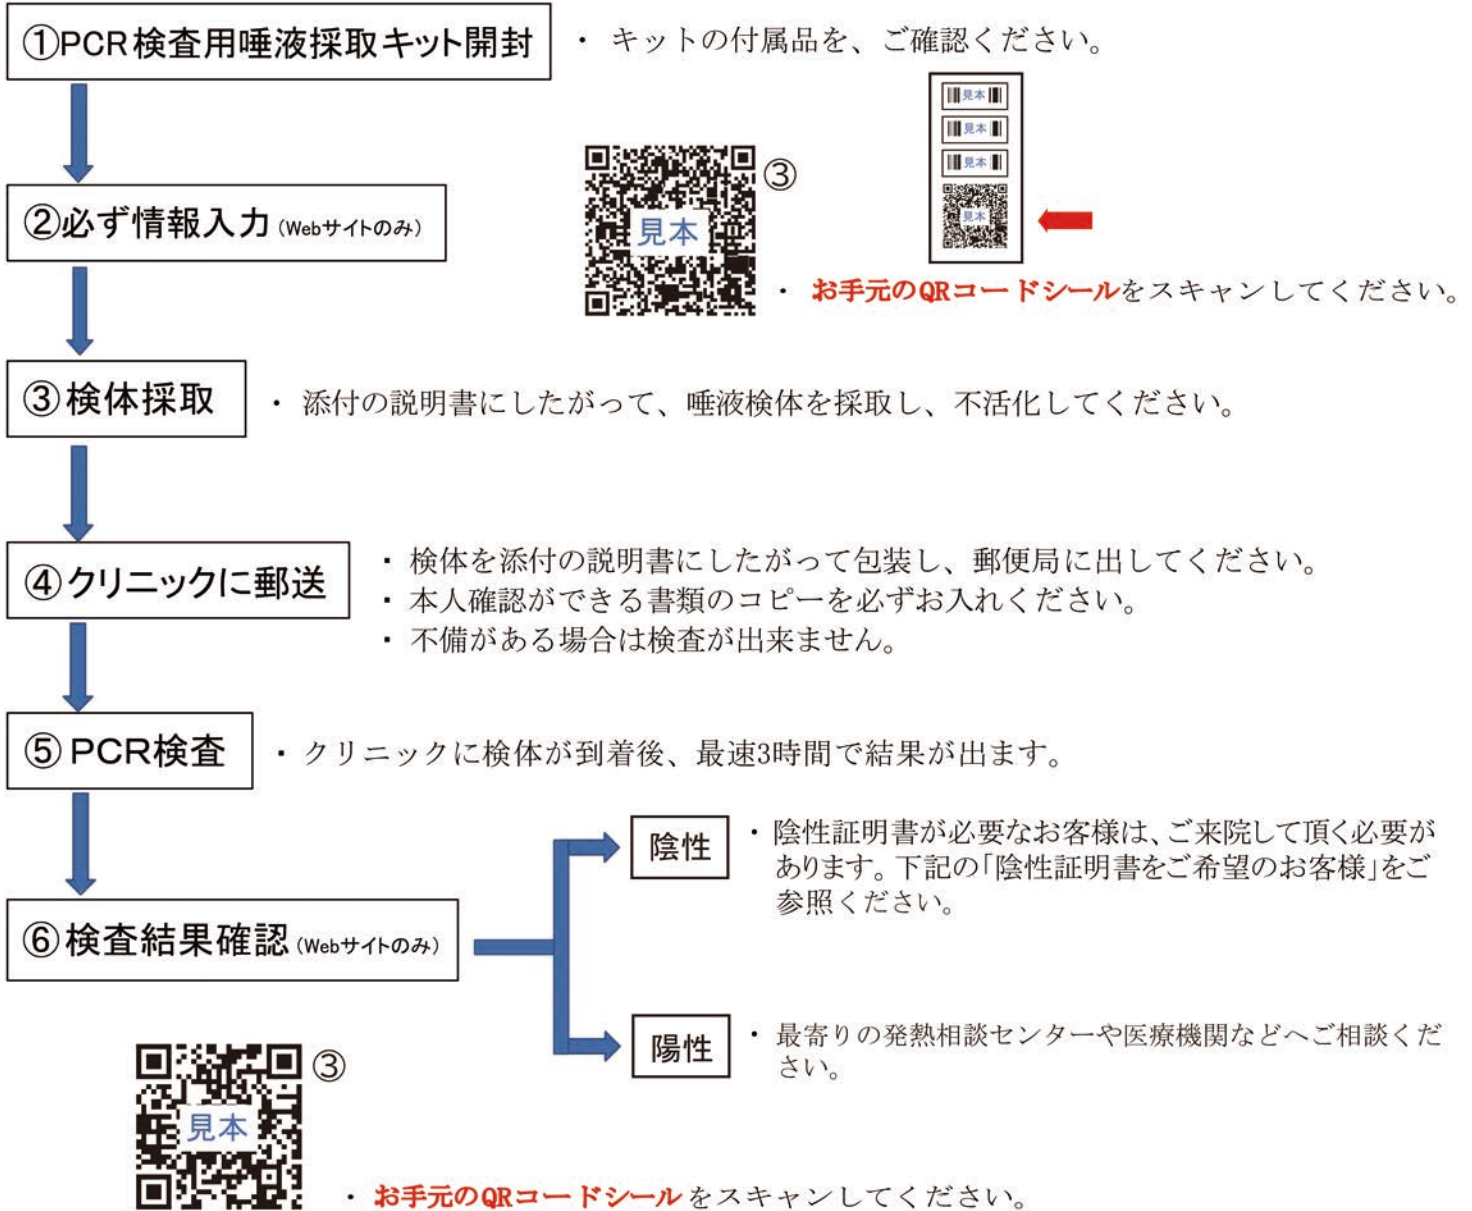 ①PCR検査用唾液採取キット開封
・ キットの付属品を、ご確認ください。
見本
見本
見本
見本
見本
③
②必ず情報入力(Webサイトのみ)
・ お手元のQRコードシールをスキャンしてください。
③検体採取
・ 添付の説明書にしたがって、唾液検体を採取し、不活化してください。
④クリニックに郵送
・ 検体を添付の説明書にしたがって包装し、郵便局に出してください。
・ 本人確認ができる書類のコピーを必ずお入れください。
・ 不備がある場合は検査が出来ません。
⑤PCR検査
・ クリニックに検体が到着後、最速3時間で結果が出ます。
⑥検査結果確認(Webサイトのみ)
陰性
・ 陰性証明書が必要なお客様は、ご来院して頂く必要が
あります。下記の「陰性証明書をご希望のお客様」をご
参照ください。
陽性
・ 最寄りの発熱相談センターや医療機関などへご相談くだ
さい。
③
見本
・ お手元のQRコードシールをスキャンしてください。